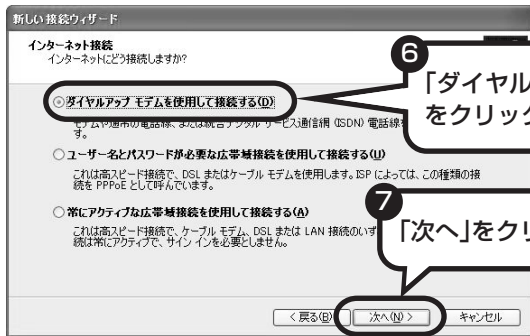 新しい接続ウィザード
インターネット接続
インターネットにどう接続しますか?
6
「ダイヤル
をクリック
ダイヤルアップ モデムを使用して接続する(D)
モデムや通常の電話線、または統合デジタル サービス通信網 (ISDN) 電話線を
す。
ユーザー名とパスワードが必要な広帯域接続を使用して接続する(U)
これは高スピード接続で、DSL またはケーブル モデムを使用します。ISP によっては、この種類の接
続を PPPoE として呼んでいます。
7
「次へ」をクリ
常にアクティブな広帯域接続を使用して接続する(A)
これは高スピード接続で、ケーブル モデム、DSL または LAN 接続のいず
続は常にアクティブで、サイン インを必要としません。
< 戻る(B)
次へ(N) >
キャンセル